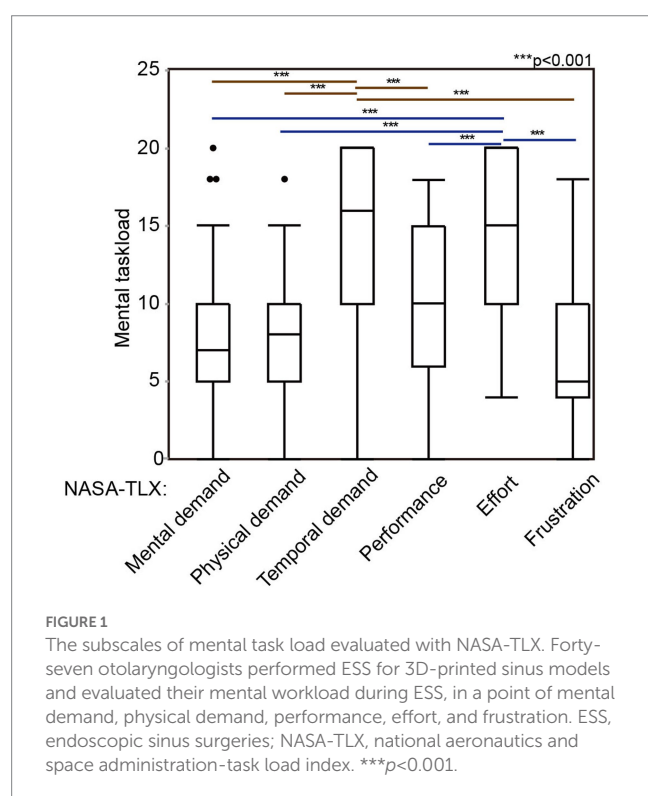 ***p<0.001
25
20
15
10
5
0
Mental taskload
*** ***
*** ***
***
***
*** ***
NASA-TLX:
Mental demand
Physical demand
Temporal demand
Performance
Effort
Frustration
FIGURE 1
The subscales of mental task load evaluated with NASA-TLX. Forty-
seven otolaryngologists performed ESS for 3D-printed sinus models
and evaluated their mental workload during ESS, in a point of mental
demand, physical demand, performance, effort, and frustration. ESS,
endoscopic sinus surgeries; NASA-TLX, national aeronautics and
space administration-task load index. ***p<0.001.